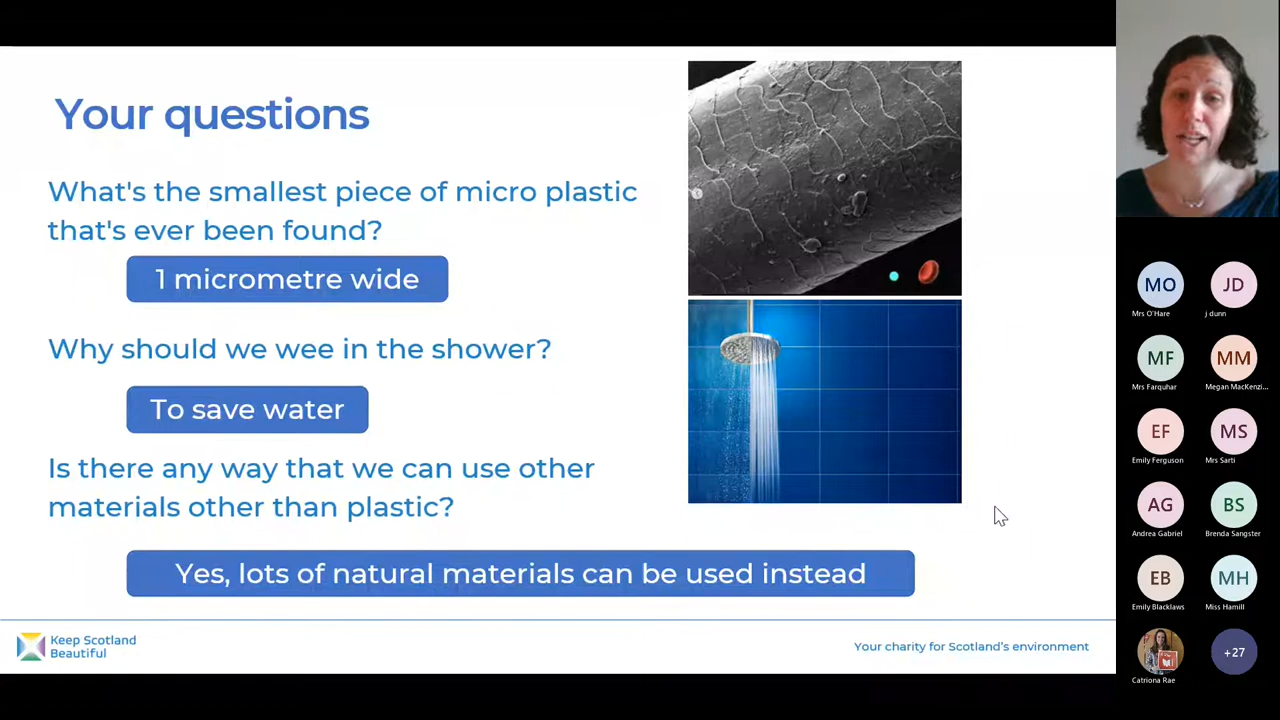 Your questions
What's the smallest piece of micro plastic
that's ever been found?
1 micrometre wide
Why should we wee in the shower?
To save water
Is there any way that we can use other
materials other than plastic?
Yes, lots of natural materials can be used instead
Keep Scotland
Beautiful
Your charity for Scotland's environment
MO
Mrs O'Hare
JD
j dunn
MF
Mrs Farquhar
MM
Megan MacKenzi...
EF
Emily Ferguson
MS
Mrs Sarti
AG
Andrea Gabriel
BS
Brenda Sangster
EB
Emily Blacklaws
MH
Miss Hamill
Catriona Rae
+27